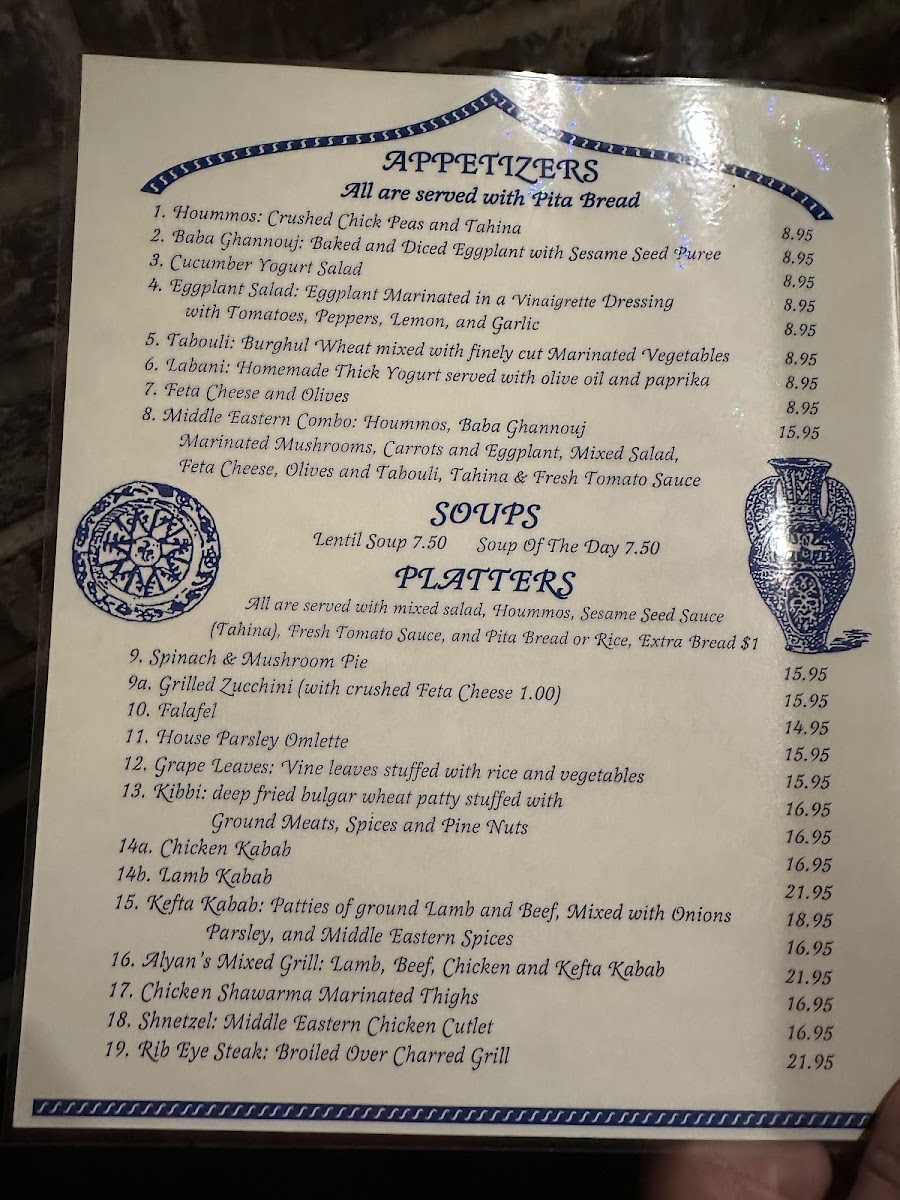 APPETIZERS
All are served with Pita Bread
1. Hoummos: Crushed Chick Peas and Tahina 8.95
2. Baba Ghannouj: Baked and Diced Eggplant with Sesame Seed Puree 8.95
3. Cucumber Yogurt Salad 8.95
4. Eggplant Salad: Eggplant Marinated in a Vinaigrette Dressing 8.95
with Tomatoes, Peppers, Lemon, and Garlic 8.95
5. Tabouli: Burghul Wheat mixed with finely cut Marinated Vegetables 8.95
6. Labani: Homemade Thick Yogurt served with olive oil and paprika 8.95
7. Feta Cheese and Olives 8.95
8. Middle Eastern Combo: Hoummos, Baba Ghannouj 15.95
Marinated Mushrooms, Carrots and Eggplant, Mixed Salad,
Feta Cheese, Olives and Tabouli, Tahina & Fresh Tomato Sauce
SOUPS
Lentil Soup 7.50 Soup Of The Day 7.50
PLATTERS
All are served with mixed salad, Hoummos, Sesame Seed Sauce
(Tahina), Fresh Tomato Sauce, and Pita Bread or Rice, Extra Bread $1
9. Spinach & Mushroom Pie 15.95
9a. Grilled Zucchini (with crushed Feta Cheese 1.00) 15.95
10. Falafel 14.95
11. House Parsley Omlette 15.95
12. Grape Leaves: Vine leaves stuffed with rice and vegetables 15.95
13. Kibbi: deep fried bulgar wheat patty stuffed with 16.95
Ground Meats, Spices and Pine Nuts 16.95
14a. Chicken Kabab 16.95
14b. Lamb Kabab 21.95
15. Kefta Kabab: Patties of ground Lamb and Beef, Mixed with Onions 18.95
Parsley, and Middle Eastern Spices 16.95
16. Alyan's Mixed Grill: Lamb, Beef, Chicken and Kefta Kabab 21.95
17. Chicken Shawarma Marinated Thighs 16.95
18. Shnetzel: Middle Eastern Chicken Cutlet 16.95
19. Rib Eye Steak: Broiled Over Charred Grill 21.95